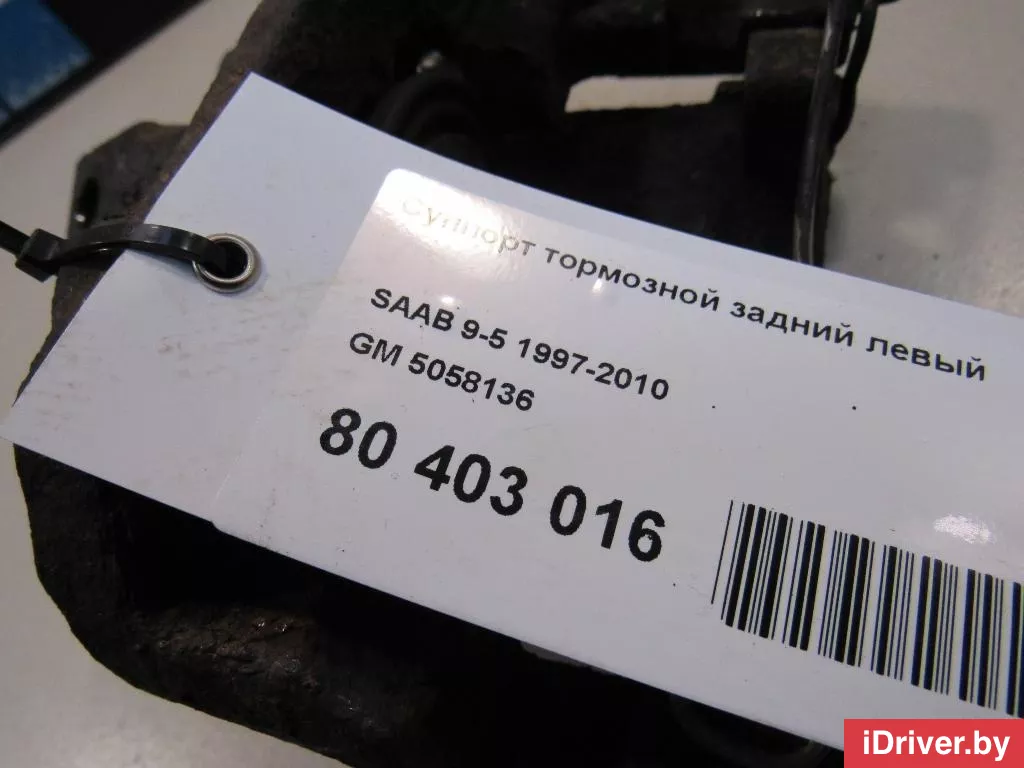 Суппорт тормозной задний левый
SAAB 9-5 1997-2010
GM 5058136
80 403 016
iDriver.by